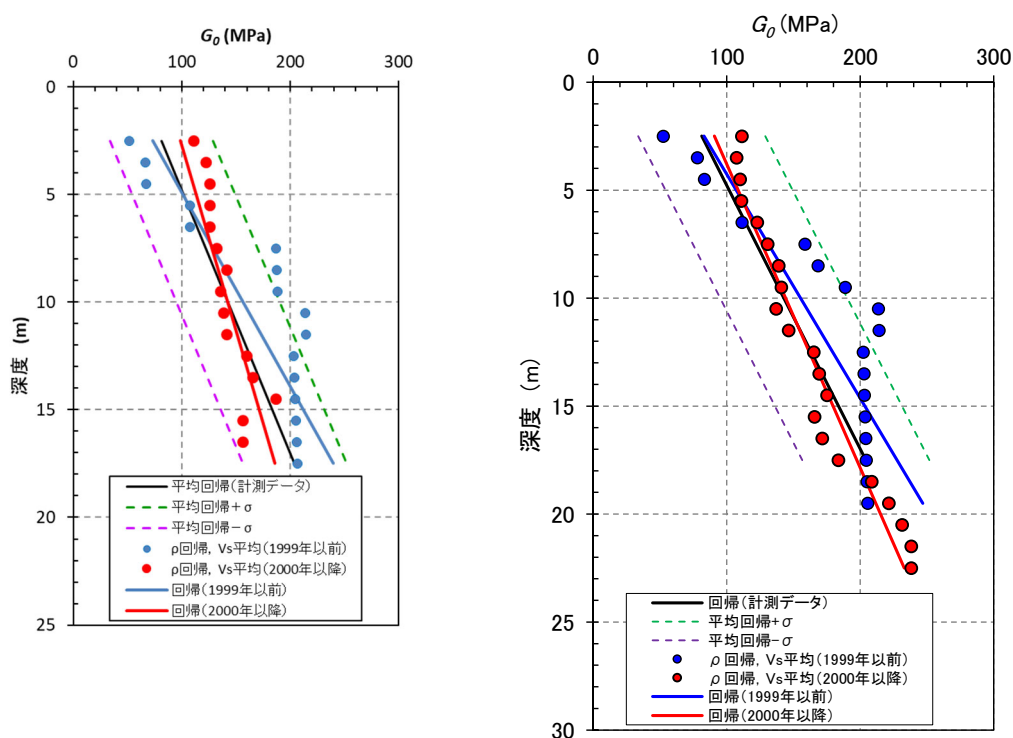 G0 (MPa)
0 100 200 300
0
5
10
15
20
25
深度 (m)
平均回帰(計測データ)
平均回帰+σ
平均回帰−σ
ρ回帰, Vs平均(1999年以前)
ρ回帰, Vs平均(2000年以降)
回帰(1999年以前)
回帰(2000年以降)
G0 (MPa)
0 100 200 300
0
5
10
15
20
25
30
深度 (m)
回帰(計測データ)
平均回帰+σ
平均回帰−σ
ρ回帰, Vs平均(1999年以前)
ρ回帰, Vs平均(2000年以降)
回帰(1999年以前)
回帰(2000年以降)